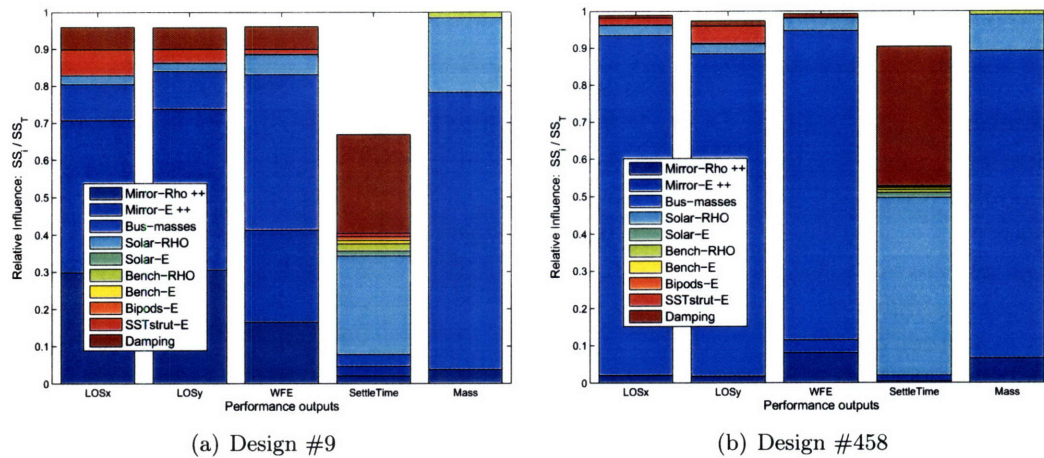 Relative Influence: SS_i / SS_T
1
0.9
0.8
0.7
0.6
0.5
0.4
0.3
0.2
0.1
0
Mirror-Rho ++
Mirror-E ++
Bus-masses
Solar-RHO
Solar-E
Bench-RHO
Bench-E
Bipods-E
SSTstrut-E
Damping
LOSx LOSy WFE SettleTime Mass
Performance outputs
(a) Design #9
Relative Influence: SS_i / SS_T
1
0.9
0.8
0.7
0.6
0.5
0.4
0.3
0.2
0.1
0
Mirror-Rho ++
Mirror-E ++
Bus-masses
Solar-RHO
Solar-E
Bench-RHO
Bench-E
Bipods-E
SSTstrut-E
Damping
LOSx LOSy WFE SettleTime Mass
Performance outputs
(b) Design #458